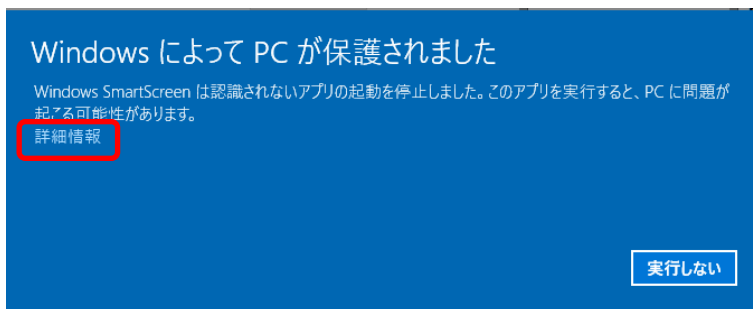 Windows によって PC が保護されました
Windows SmartScreen は認識されないアプリの起動を停止しました。このアプリを実行すると、PC に問題が
起こる可能性があります。
詳細情報
実行しない